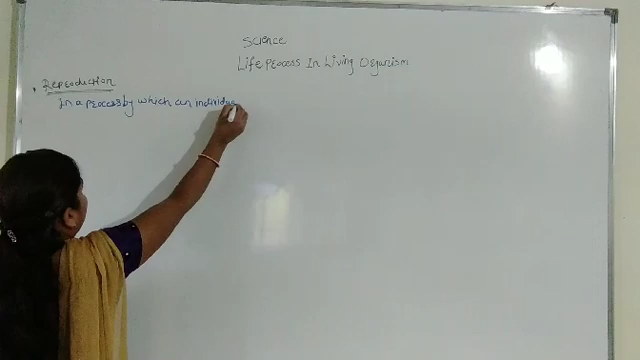 Science
Life Process In Living Organism
Reproduction
In a process by which an individua